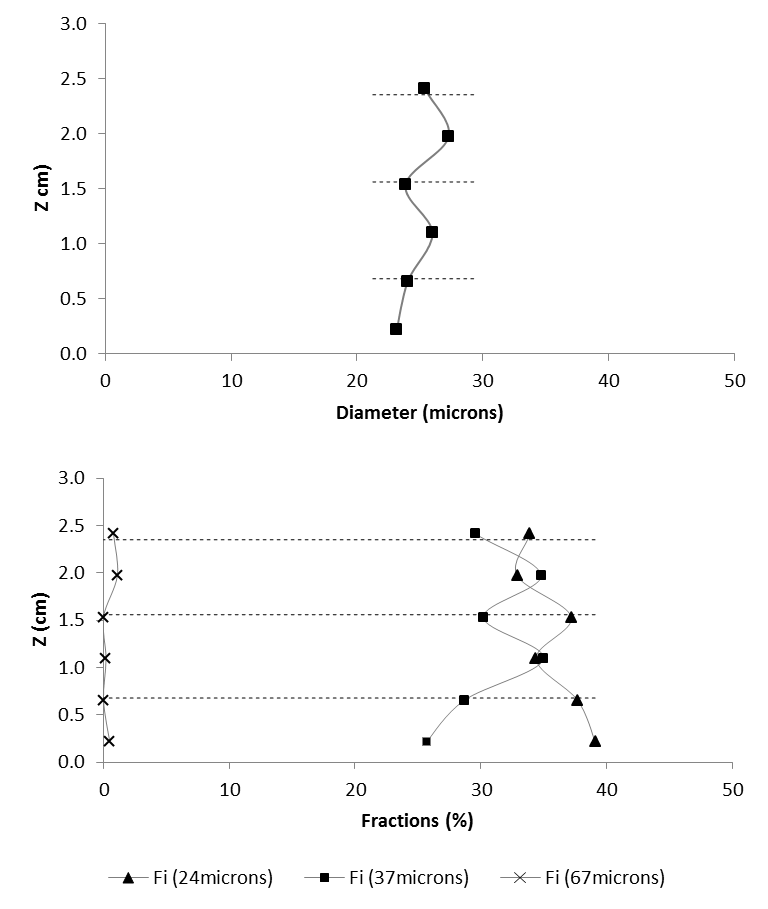 3.0
2.5
2.0
1.5
1.0
0.5
0.0
Z cm)
0 10 20 30 40 50
Diameter (microns)
3.0
2.5
2.0
1.5
1.0
0.5
0.0
Z (cm)
0 10 20 30 40 50
Fractions (%)
Fi (24microns) Fi (37microns) Fi (67microns)